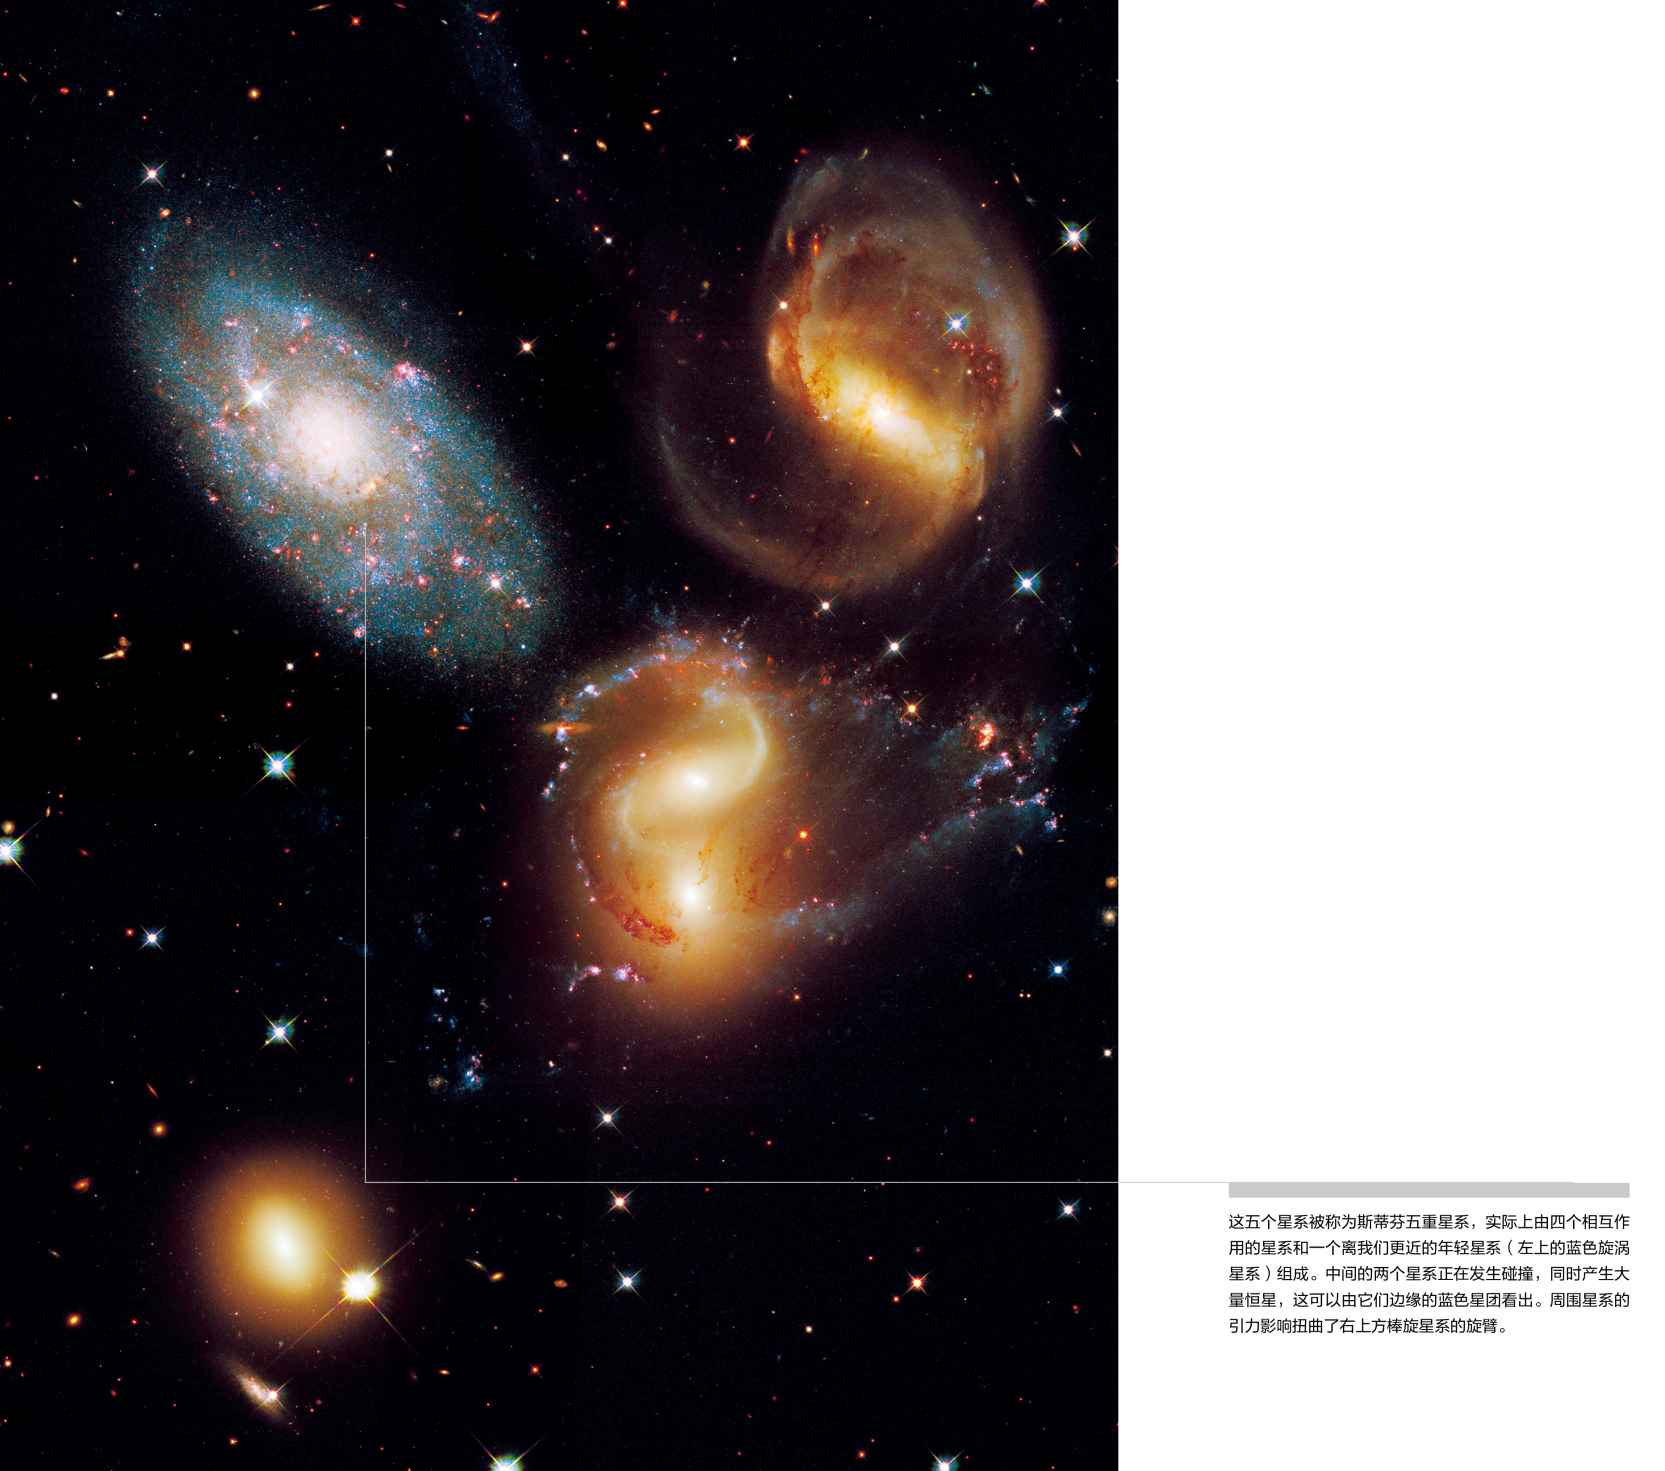 这五个星系被称为斯蒂芬五重星系，实际上由四个相互作
用的星系和一个离我们更近的年轻星系（左上的蓝色旋涡
星系）组成。中间的两个星系正在发生碰撞，同时产生大
量恒星，这可以由它们边缘的蓝色星团看出。周围星系的
引力影响扭曲了右上方棒旋星系的旋臂。